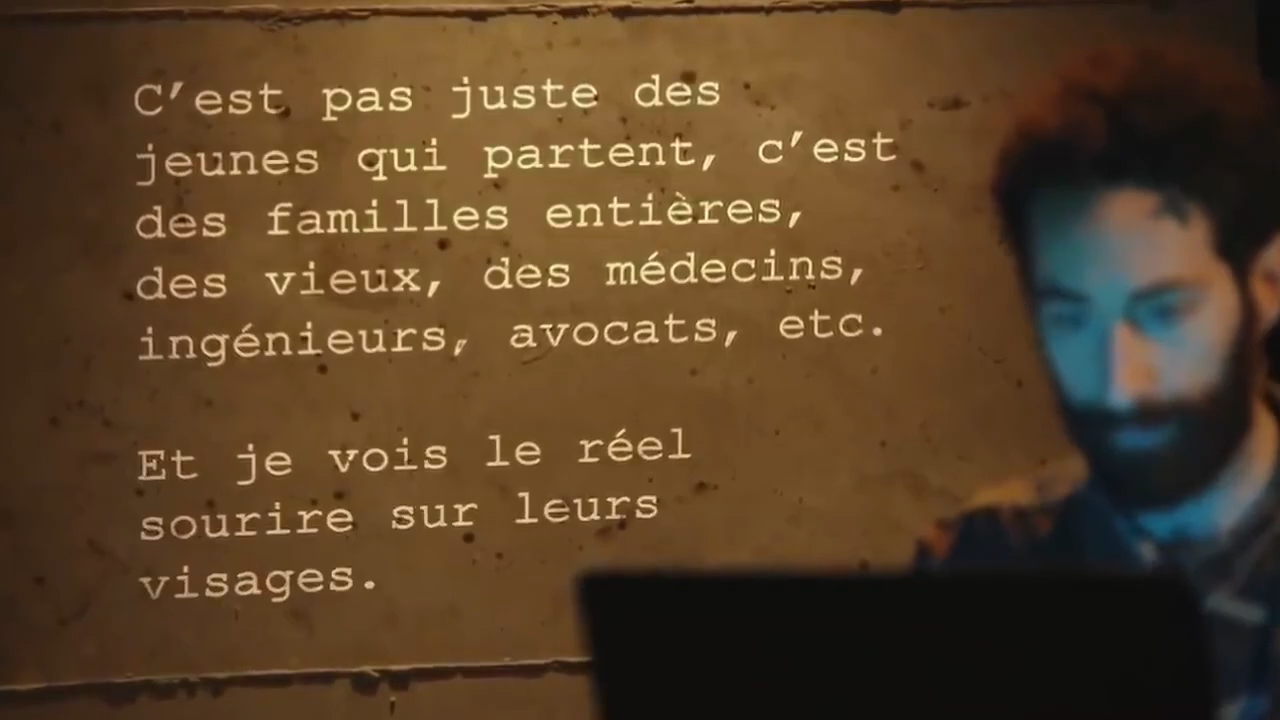 C'est pas juste des
jeunes qui partent, c'est
des familles entières,
des vieux, des médecins,
ingénieurs, avocats, etc.
Et je vois le réel
sourire sur leurs
visages.